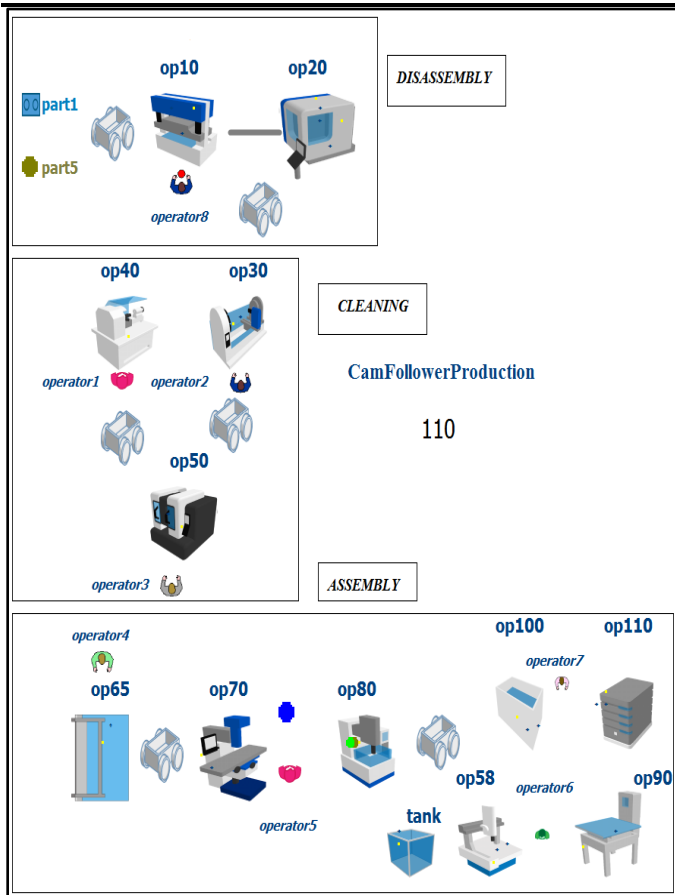 op10
op20
DISASSEMBLY
part1
part5
operator8
op40
op30
CLEANING
operator1
operator2
CamFollowerProduction
110
op50
operator3
ASSEMBLY
operator4
op100
op110
operator7
op65
op70
op80
operator5
tank
op58
operator6
op90